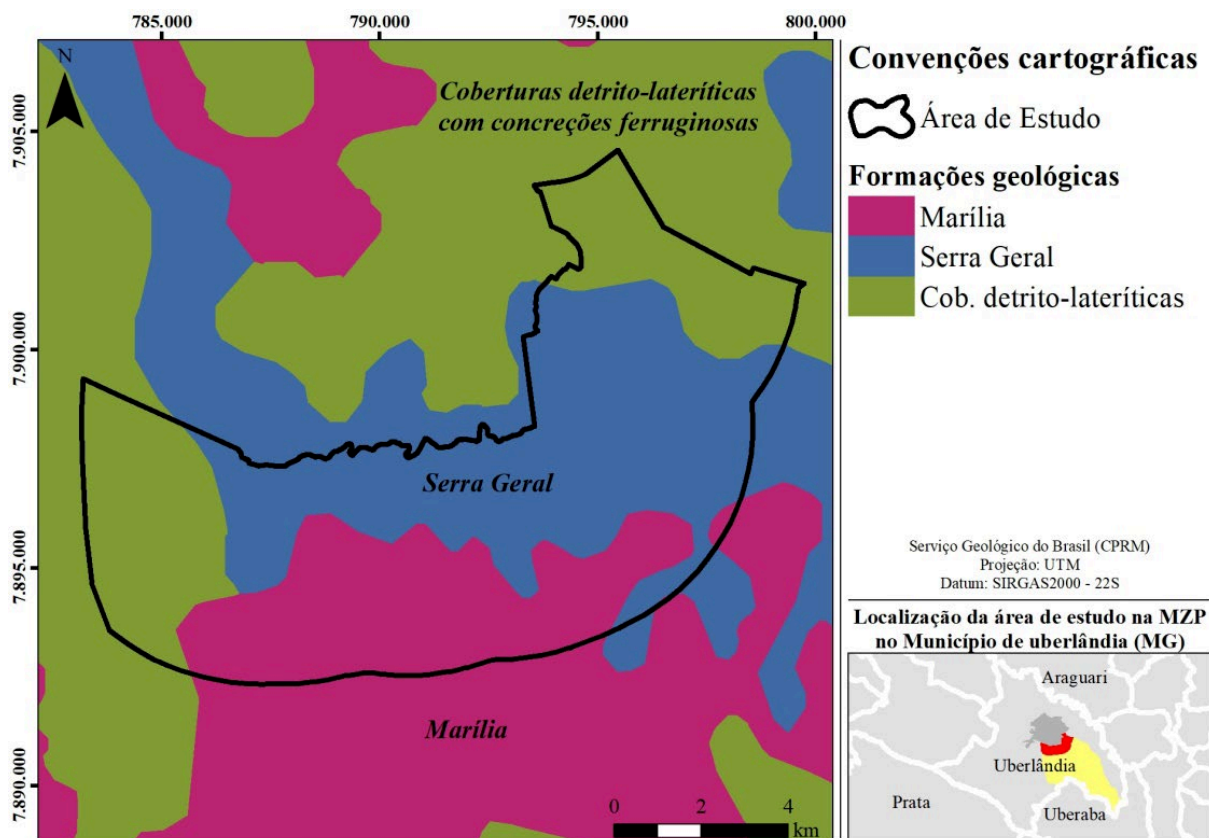 785.000
790.000
795.000
800.000
7.905.000
7.900.000
7.895.000
7.890.000
N
Coberturas detrito-lateríticas
com concreções ferruginosas
Serra Geral
Marília
0 2 4
km
Convenções cartográficas
Área de Estudo
Formações geológicas
Marília
Serra Geral
Cob. detrito-lateríticas
Serviço Geológico do Brasil (CPRM)
Projeção: UTM
Datum: SIRGAS2000 - 22S
Localização da área de estudo na MZP
no Município de uberlândia (MG)
Araguari
Uberlândia
Prata
Uberaba